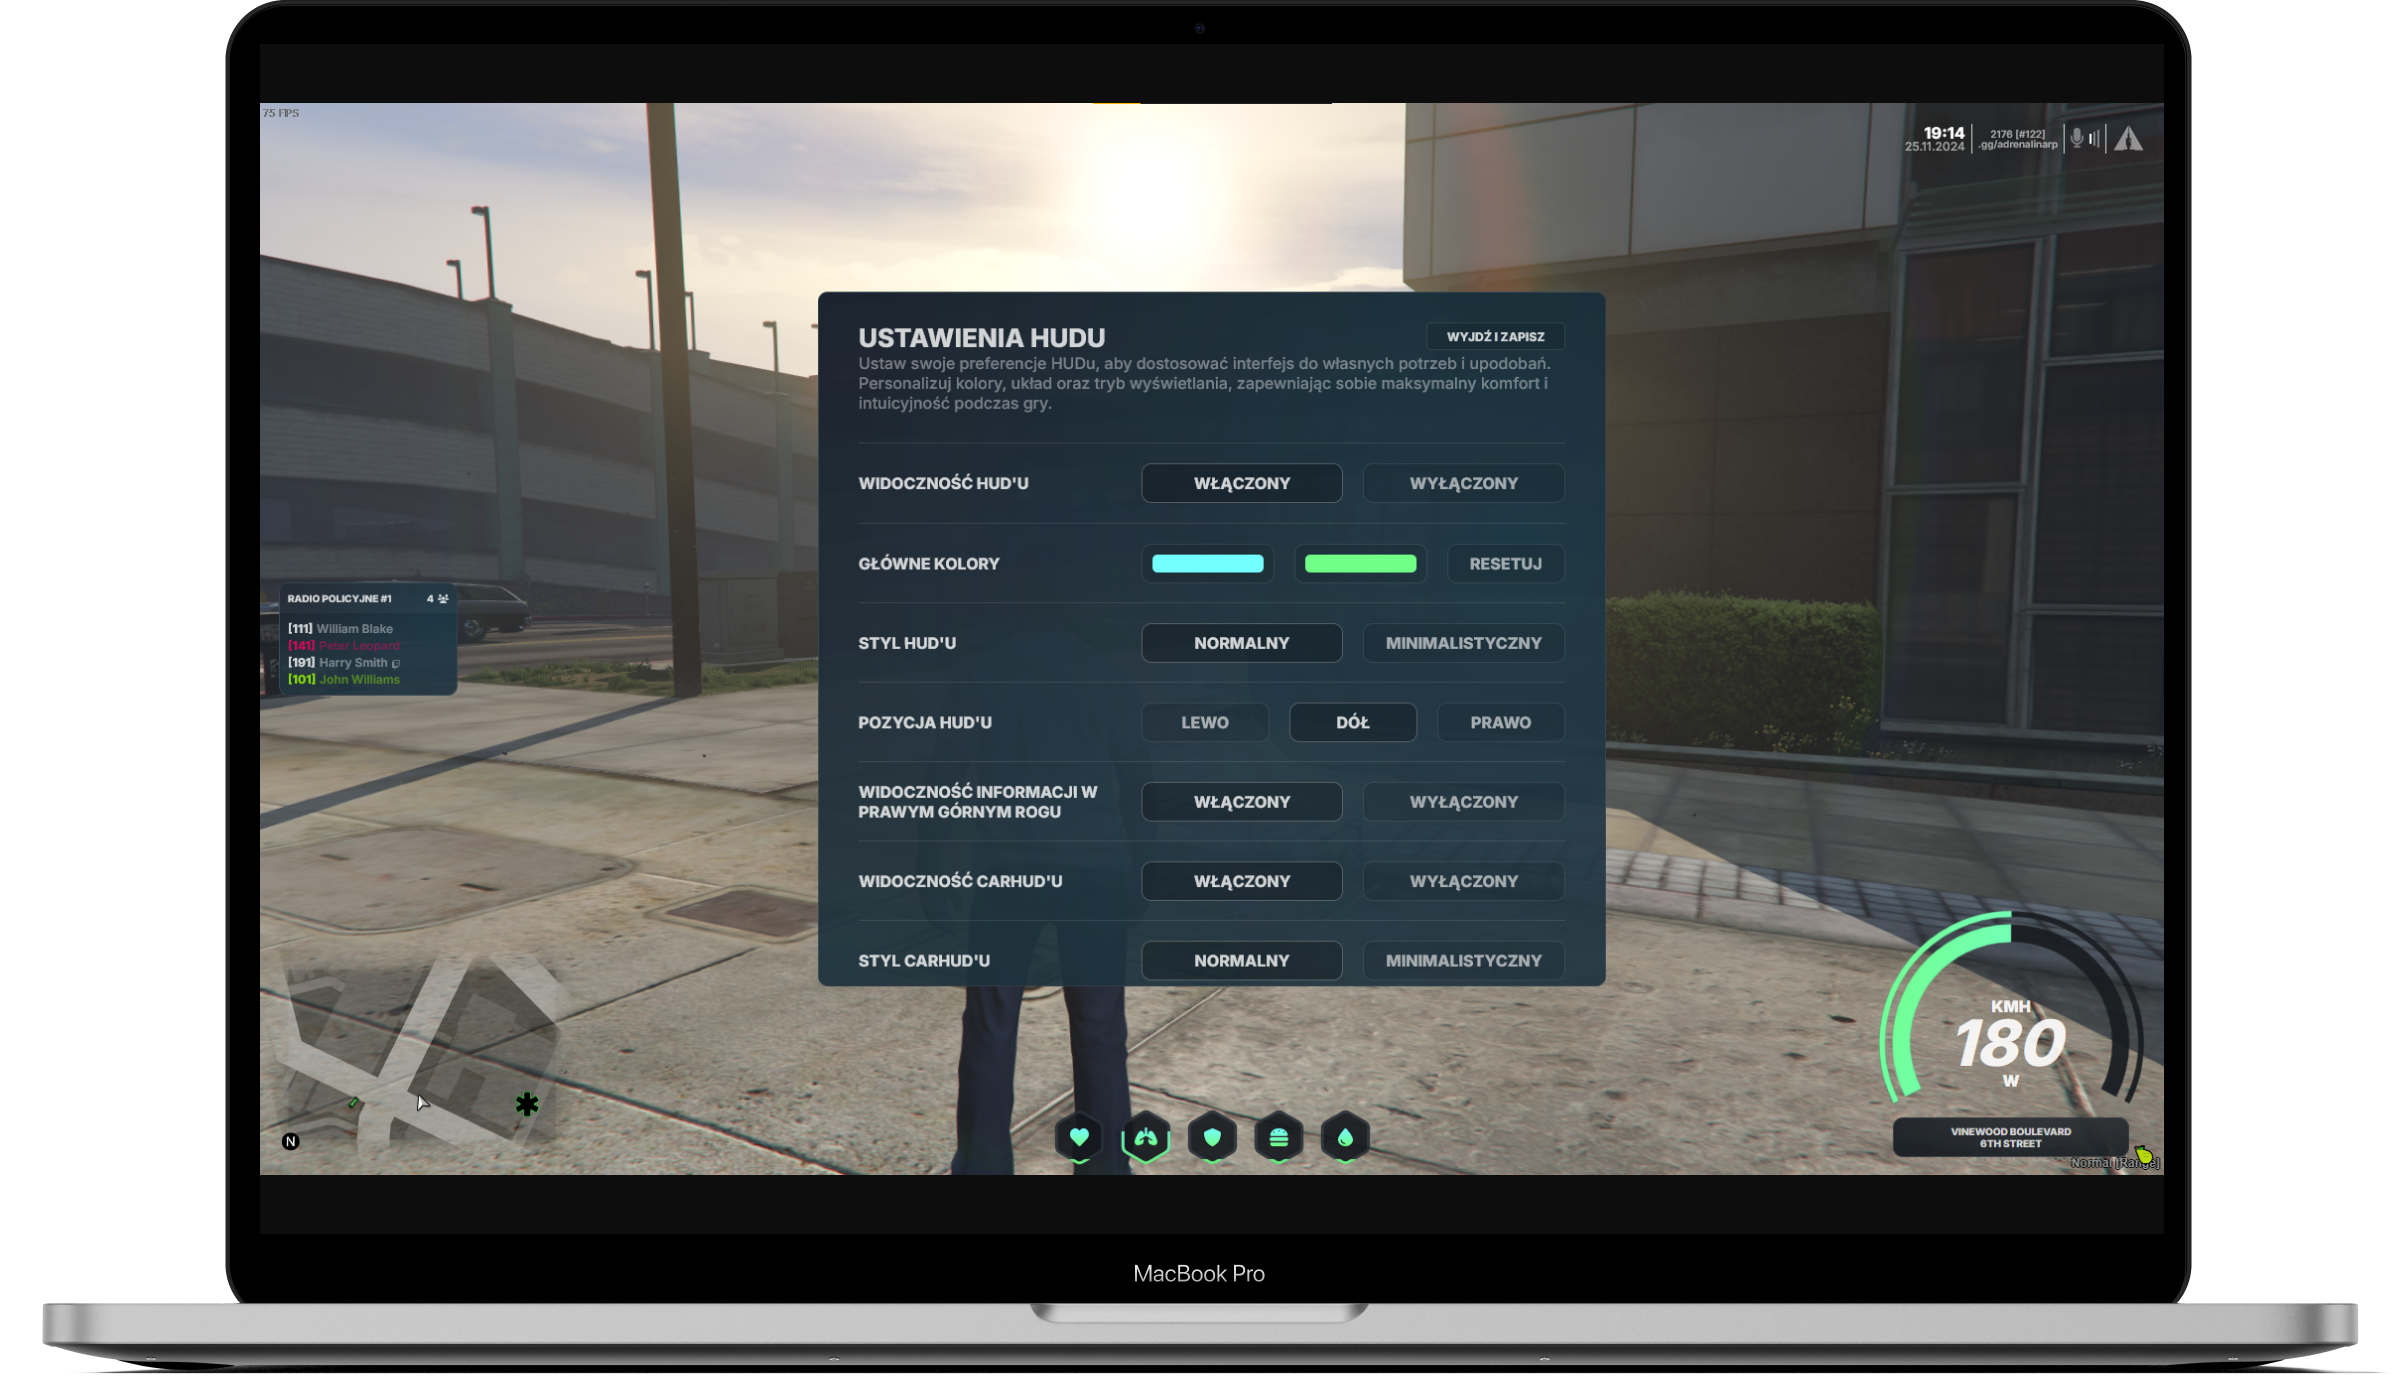 75 FPS
19:14
25.11.2024
2176 [#122]
.gg/adrenalinarp
USTAWIENIA HUDU
WYJDŹ I ZAPISZ
Ustaw swoje preferencje HUDu, aby dostosować interfejs do własnych potrzeb i upodobań.
Personalizuj kolory, układ oraz tryb wyświetlania, zapewniając sobie maksymalny komfort i
intuicyjność podczas gry.
WIDOCZNOŚĆ HUD'U
WŁĄCZONY
WYŁĄCZONY
GŁÓWNE KOLORY
RESETUJ
STYL HUD'U
NORMALNY
MINIMALISTYCZNY
POZYCJA HUD'U
LEWO
DÓŁ
PRAWO
WIDOCZNOŚĆ INFORMACJI W
PRAWYM GÓRNYM ROGU
WŁĄCZONY
WYŁĄCZONY
WIDOCZNOŚĆ CARHUD'U
WŁĄCZONY
WYŁĄCZONY
STYL CARHUD'U
NORMALNY
MINIMALISTYCZNY
RADIO POLICYJNE #1
4
[111] William Blake
[141] Peter Leopard
[191] Harry Smith
[101] John Williams
N
KMH
180
W
VINEWOOD BOULEVARD
6TH STREET
Normal [Range]
MacBook Pro